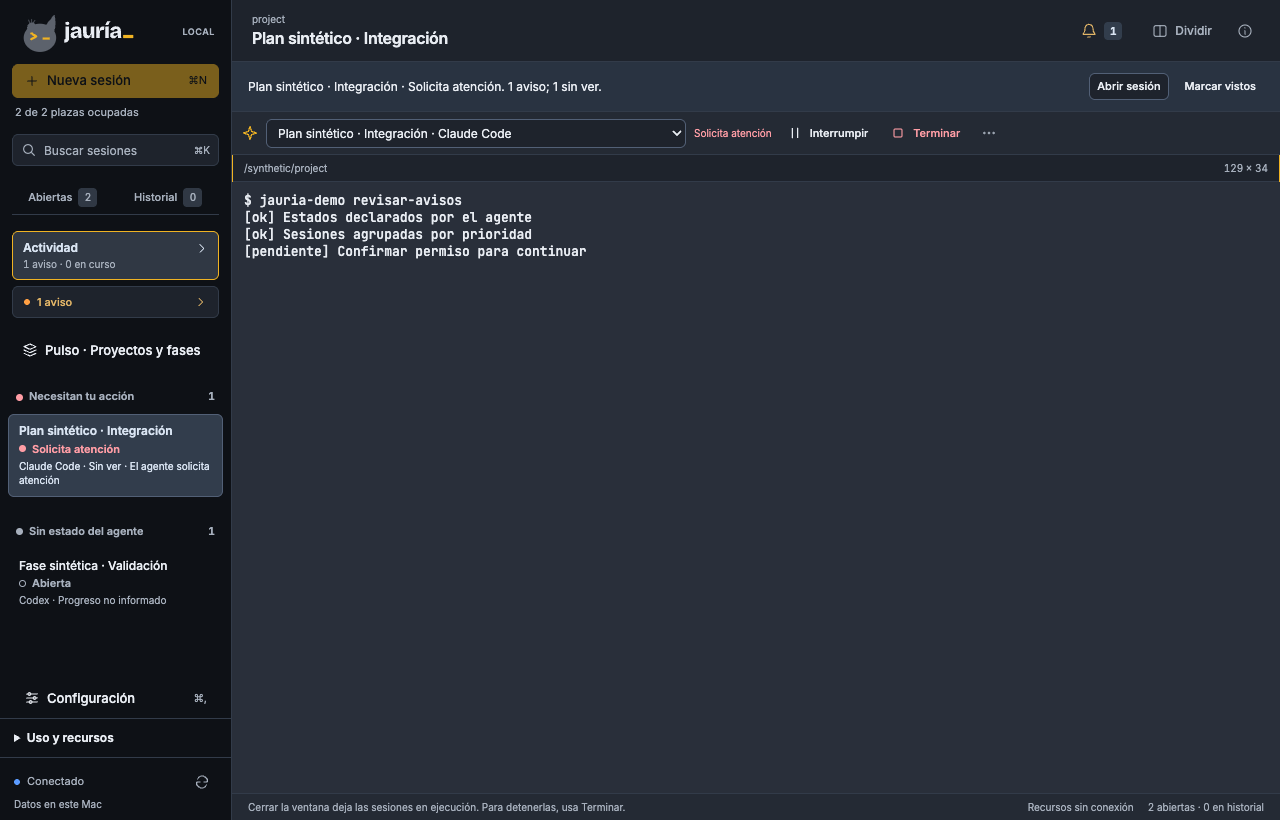 jauría_
LOCAL
+ Nueva sesión ⌘N
2 de 2 plazas ocupadas
Buscar sesiones ⌘K
Abiertas 2 Historial 0
Actividad
1 aviso · 0 en curso
1 aviso
Pulso · Proyectos y fases
Necesitan tu acción 1
Plan sintético · Integración
Solicita atención
Claude Code · Sin ver · El agente solicita
atención
Sin estado del agente 1
Fase sintética · Validación
Abierta
Codex · Progreso no informado
Configuración ⌘,
Uso y recursos
Conectado
Datos en este Mac
project
Plan sintético · Integración
1
Dividir
Plan sintético · Integración · Solicita atención. 1 aviso; 1 sin ver.
Abrir sesión Marcar vistos
Plan sintético · Integración · Claude Code
Solicita atención Interrumpir Terminar ···
/synthetic/project 129 × 34
$ jauria-demo revisar-avisos
[ok] Estados declarados por el agente
[ok] Sesiones agrupadas por prioridad
[pendiente] Confirmar permiso para continuar
Cerrar la ventana deja las sesiones en ejecución. Para detenerlas, usa Terminar.
Recursos sin conexión 2 abiertas · 0 en historial